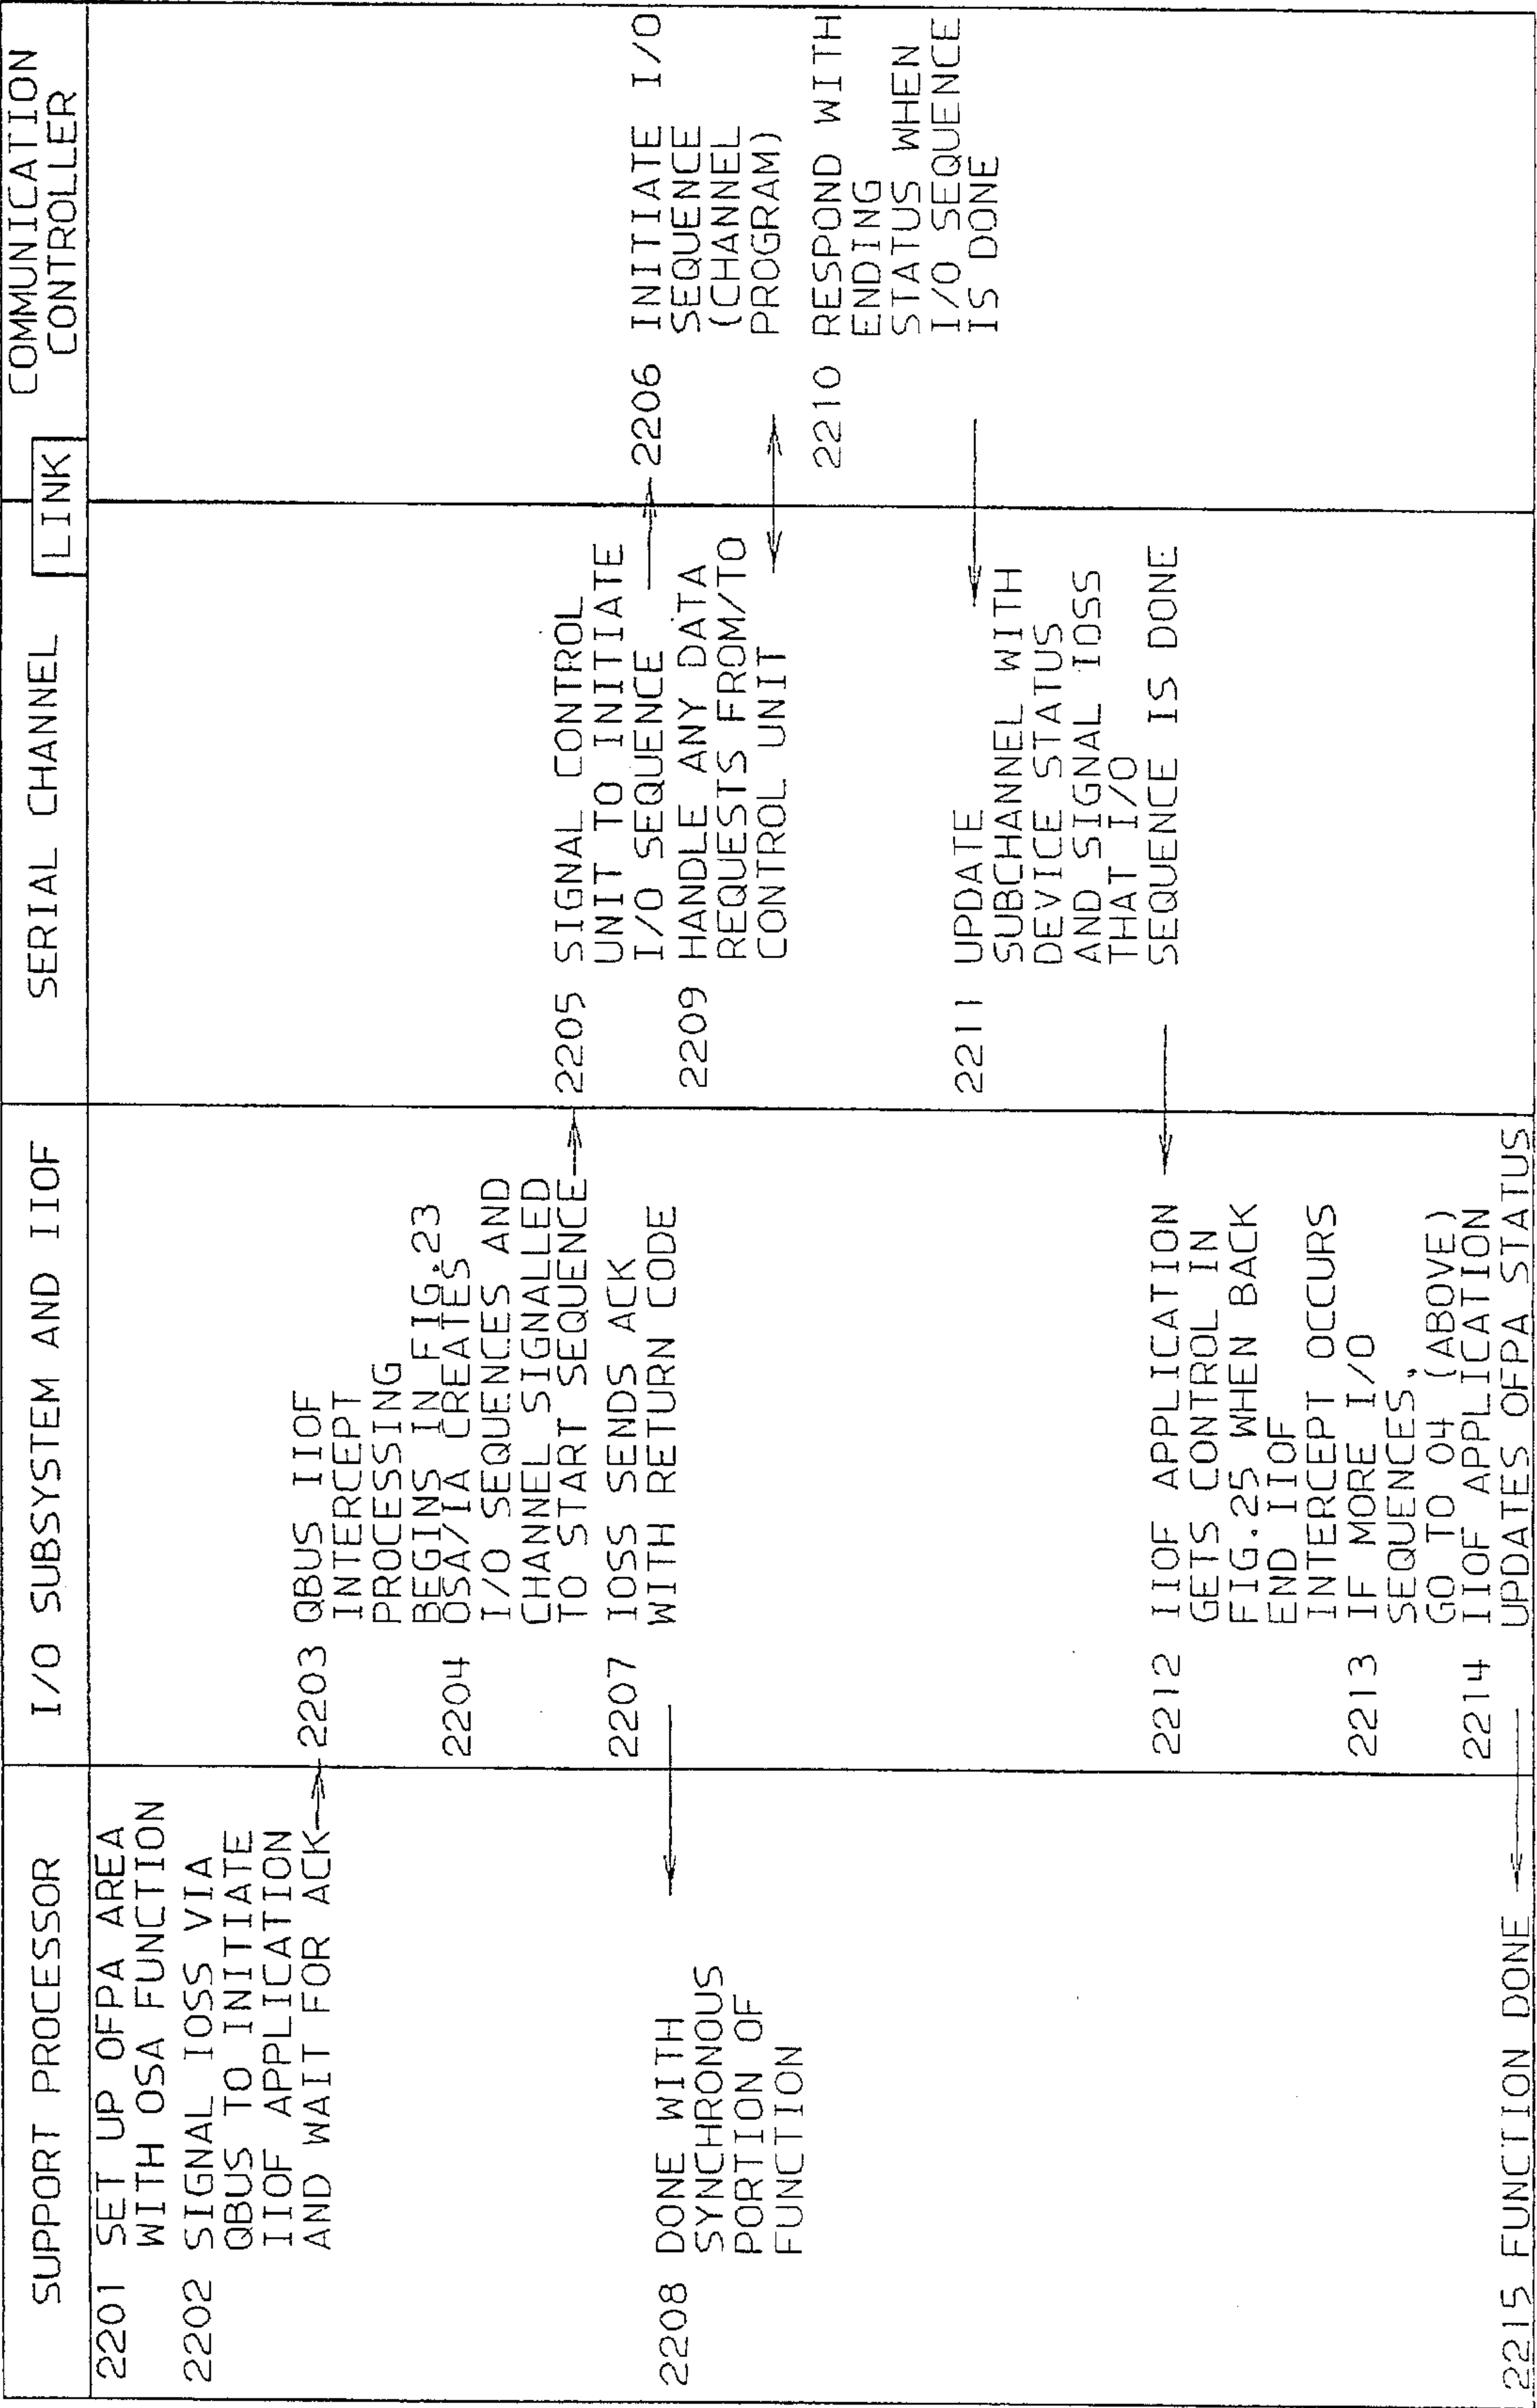 SUPPORT PROCESSOR
I/O SUBSYSTEM AND IIOF
SERIAL CHANNEL
LINK
COMMUNICATION
CONTROLLER
2201 SET UP OFPA AREA
WITH OSA FUNCTION
2202 SIGNAL IOSS VIA
QBUS TO INITIATE
IIOF APPLICATION
AND WAIT FOR ACK
2203 QBUS IIOF
INTERCEPT
PROCESSING
BEGINS IN FIG.23
2204 OSA/IA CREATES
I/O SEQUENCES AND
CHANNEL SIGNALLED
TO START SEQUENCE
2205 SIGNAL CONTROL
UNIT TO INITIATE
I/O SEQUENCE
2206 INITIATE I/O
SEQUENCE
(CHANNEL
PROGRAM)
2207 IOSS SENDS ACK
WITH RETURN CODE
2208 DONE WITH
SYNCHRONOUS
PORTION OF
FUNCTION
2209 HANDLE ANY DATA
REQUESTS FROM/TO
CONTROL UNIT
2210 RESPOND WITH
ENDING
STATUS WHEN
I/O SEQUENCE
IS DONE
2211 UPDATE
SUBCHANNEL WITH
DEVICE STATUS
AND SIGNAL IOSS
THAT I/O
SEQUENCE IS DONE
2212 IIOF APPLICATION
GETS CONTROL IN
FIG.25 WHEN BACK
END IIOF
INTERCEPT OCCURS
2213 IF MORE I/O
SEQUENCES,
GO TO 04 (ABOVE)
2214 IIOF APPLICATION
UPDATES OFPA STATUS
2215 FUNCTION DONE